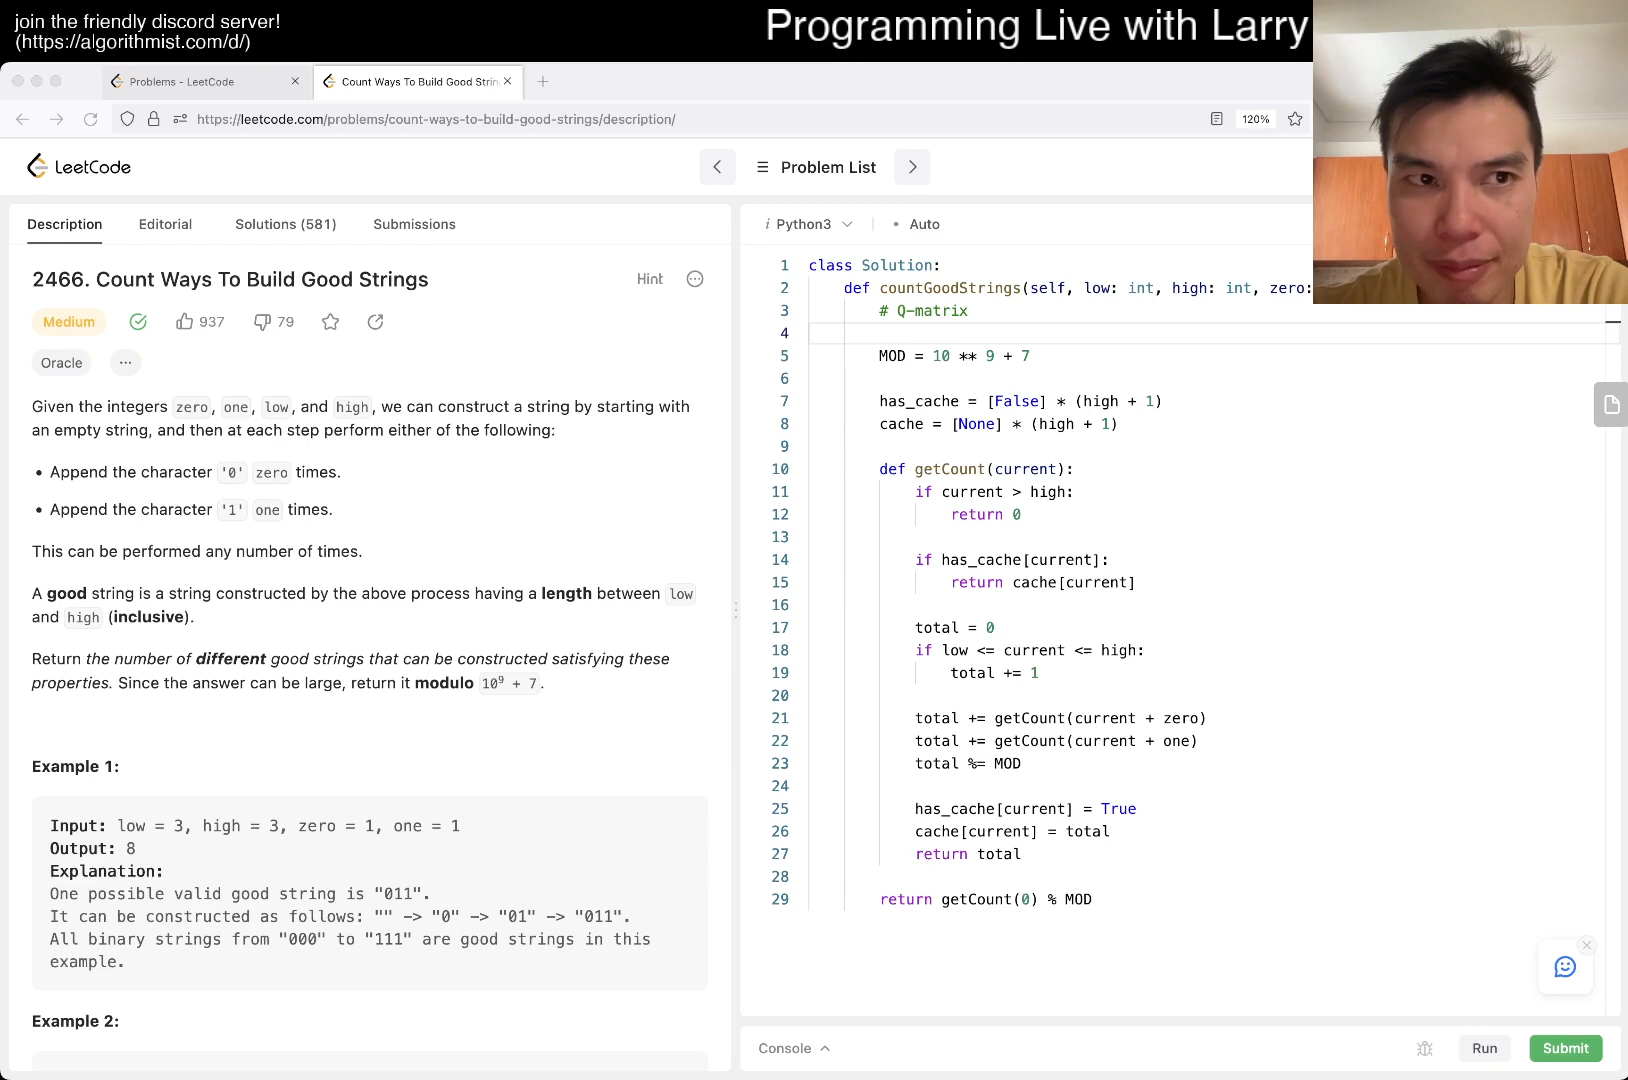 join the friendly discord server!
(https://algorithmist.com/d/)
Programming Live with Larry
Problems - LeetCode
Count Ways To Build Good Strin
https://leetcode.com/problems/count-ways-to-build-good-strings/description/
120%
LeetCode
Problem List
Description
Editorial
Solutions (581)
Submissions
2466. Count Ways To Build Good Strings
Hint
Medium
937
79
Oracle
Given the integers zero, one, low, and high, we can construct a string by starting with
an empty string, and then at each step perform either of the following:
• Append the character '0' zero times.
• Append the character '1' one times.
This can be performed any number of times.
A good string is a string constructed by the above process having a length between low
and high (inclusive).
Return the number of different good strings that can be constructed satisfying these
properties. Since the answer can be large, return it modulo 10⁹ + 7.
Example 1:
Input: low = 3, high = 3, zero = 1, one = 1
Output: 8
Explanation:
One possible valid good string is "011".
It can be constructed as follows: "" -> "0" -> "01" -> "011".
All binary strings from "000" to "111" are good strings in this
example.
Example 2:
i Python3
Auto
1 class Solution:
2 def countGoodStrings(self, low: int, high: int, zero:
3 # Q-matrix
4
5 MOD = 10 ** 9 + 7
6
7 has_cache = [False] * (high + 1)
8 cache = [None] * (high + 1)
9
10 def getCount(current):
11 if current > high:
12 return 0
13
14 if has_cache[current]:
15 return cache[current]
16
17 total = 0
18 if low <= current <= high:
19 total += 1
20
21 total += getCount(current + zero)
22 total += getCount(current + one)
23 total %= MOD
24
25 has_cache[current] = True
26 cache[current] = total
27 return total
28
29 return getCount(0) % MOD
Console
Run
Submit